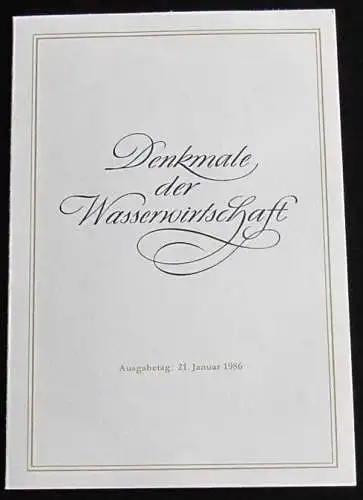 Denkmale
der
Wasserwirtschaft
Ausgabetag: 21. Januar 1986